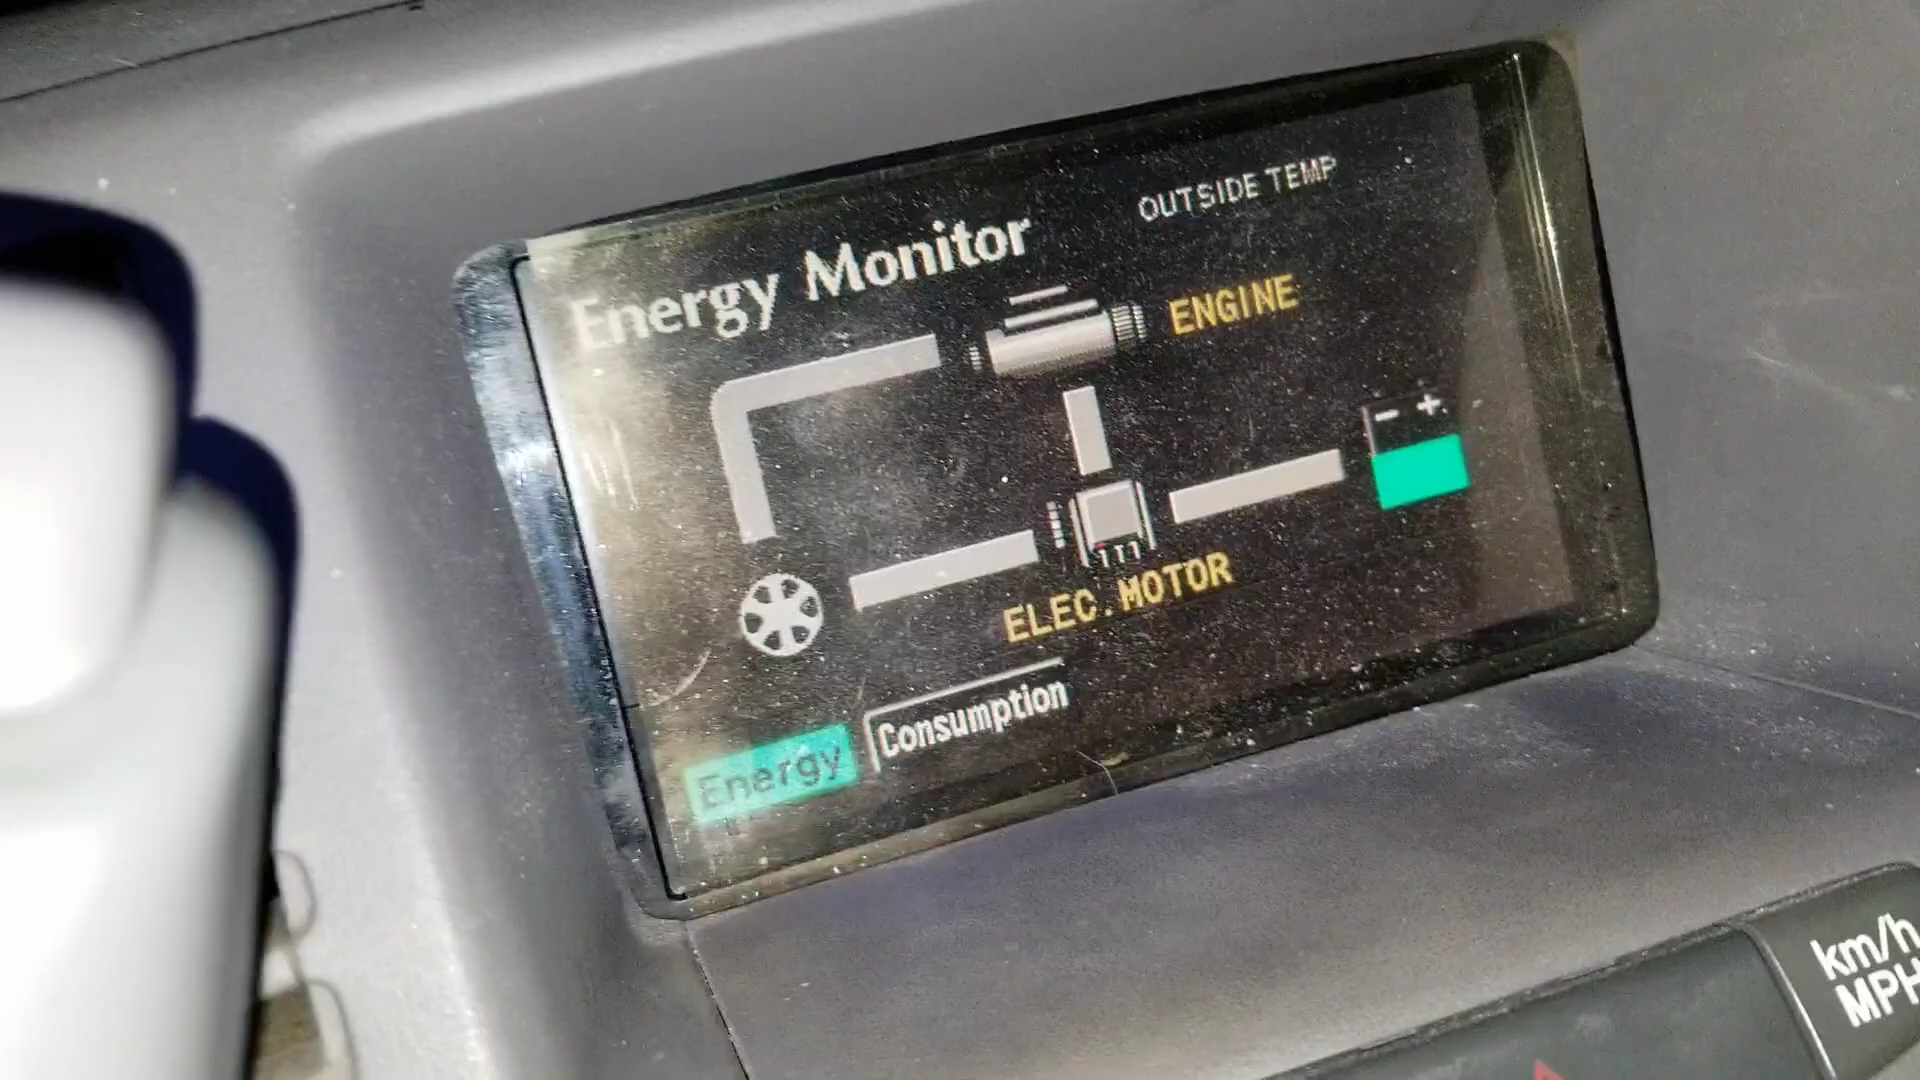 OUTSIDE TEMP
Energy Monitor
ENGINE
- +
ELEC.MOTOR
Energy
Consumption
km/h
MPH